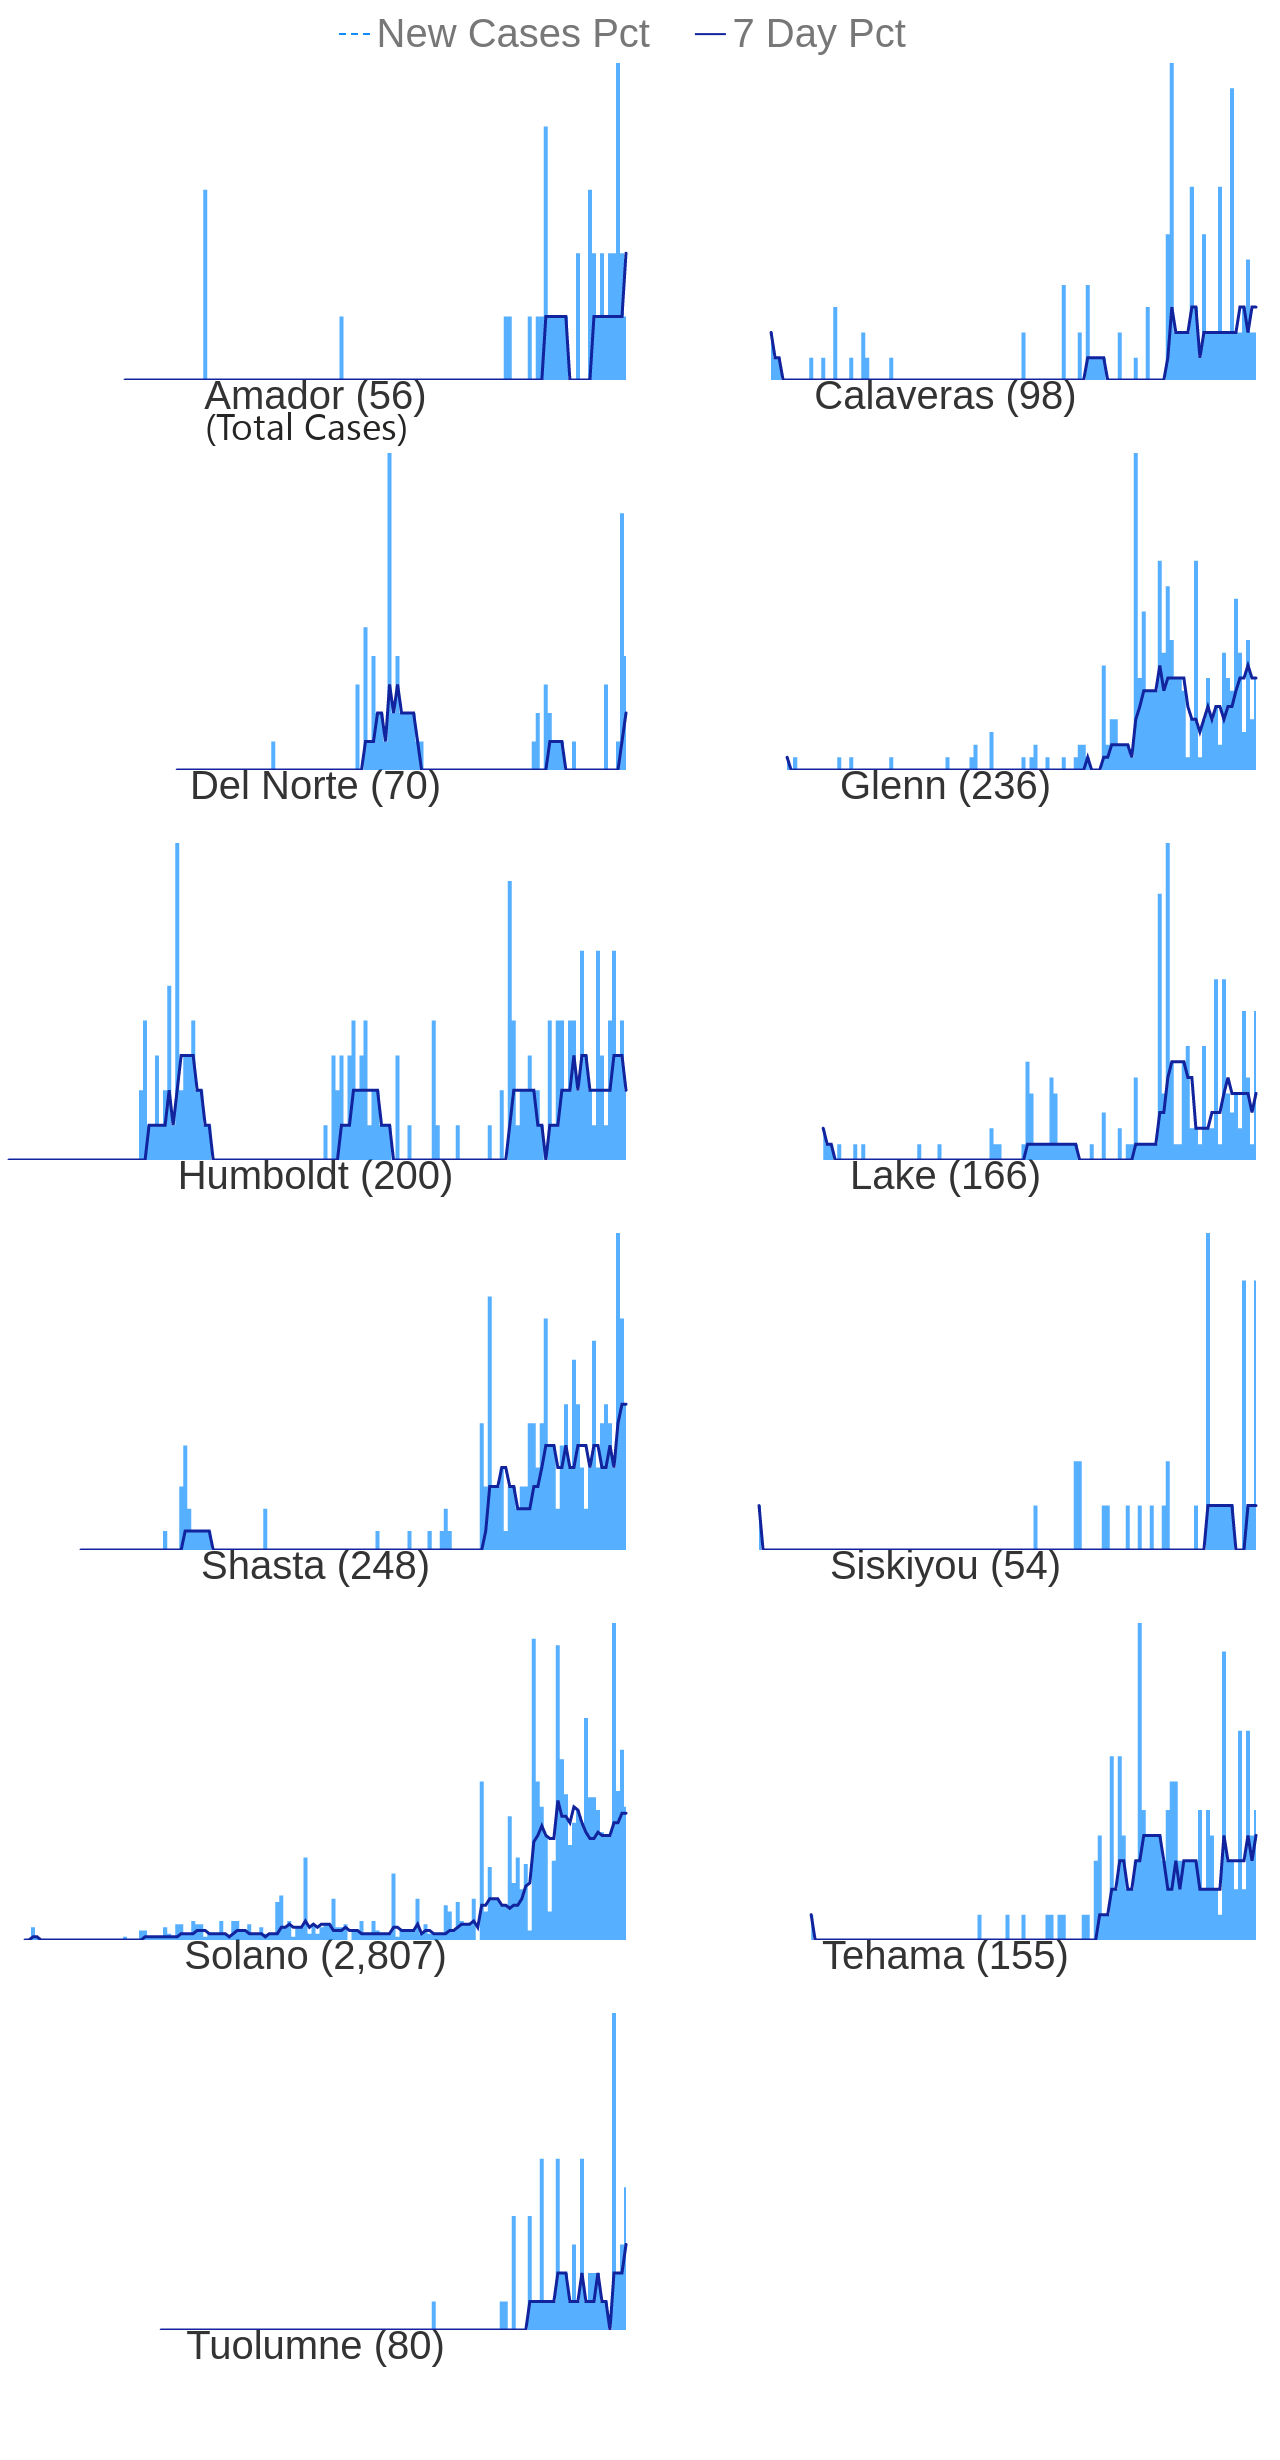 New Cases Pct 7 Day Pct
Amador (56) Calaveras (98)
(Total Cases)
Del Norte (70) Glenn (236)
Humboldt (200) Lake (166)
Shasta (248) Siskiyou (54)
Solano (2,807) Tehama (155)
Tuolumne (80)